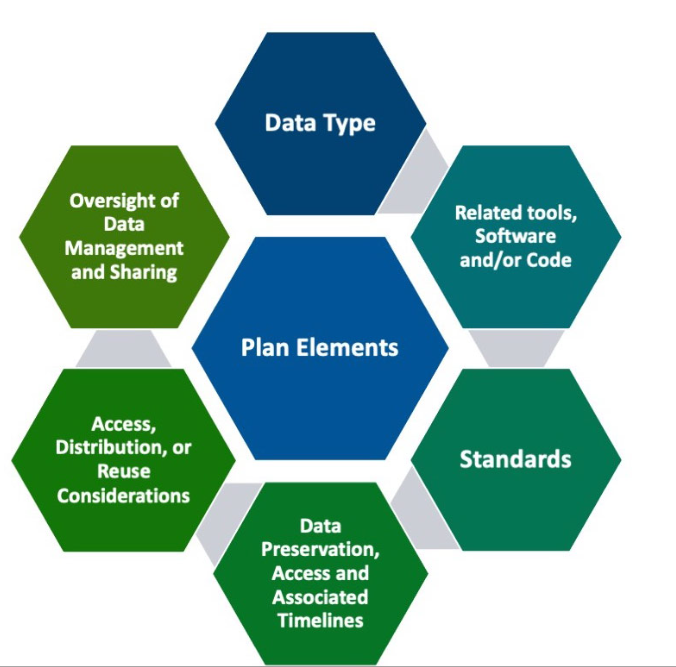 Data Type
Related tools,
Software
and/or Code
Standards
Data
Preservation,
Access and
Associated
Timelines
Access,
Distribution, or
Reuse
Considerations
Oversight of
Data
Management
and Sharing
Plan Elements